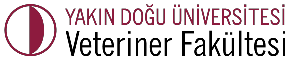 YAKIN DOĞU ÜNİVERSİTESİ
Veteriner Fakültesi